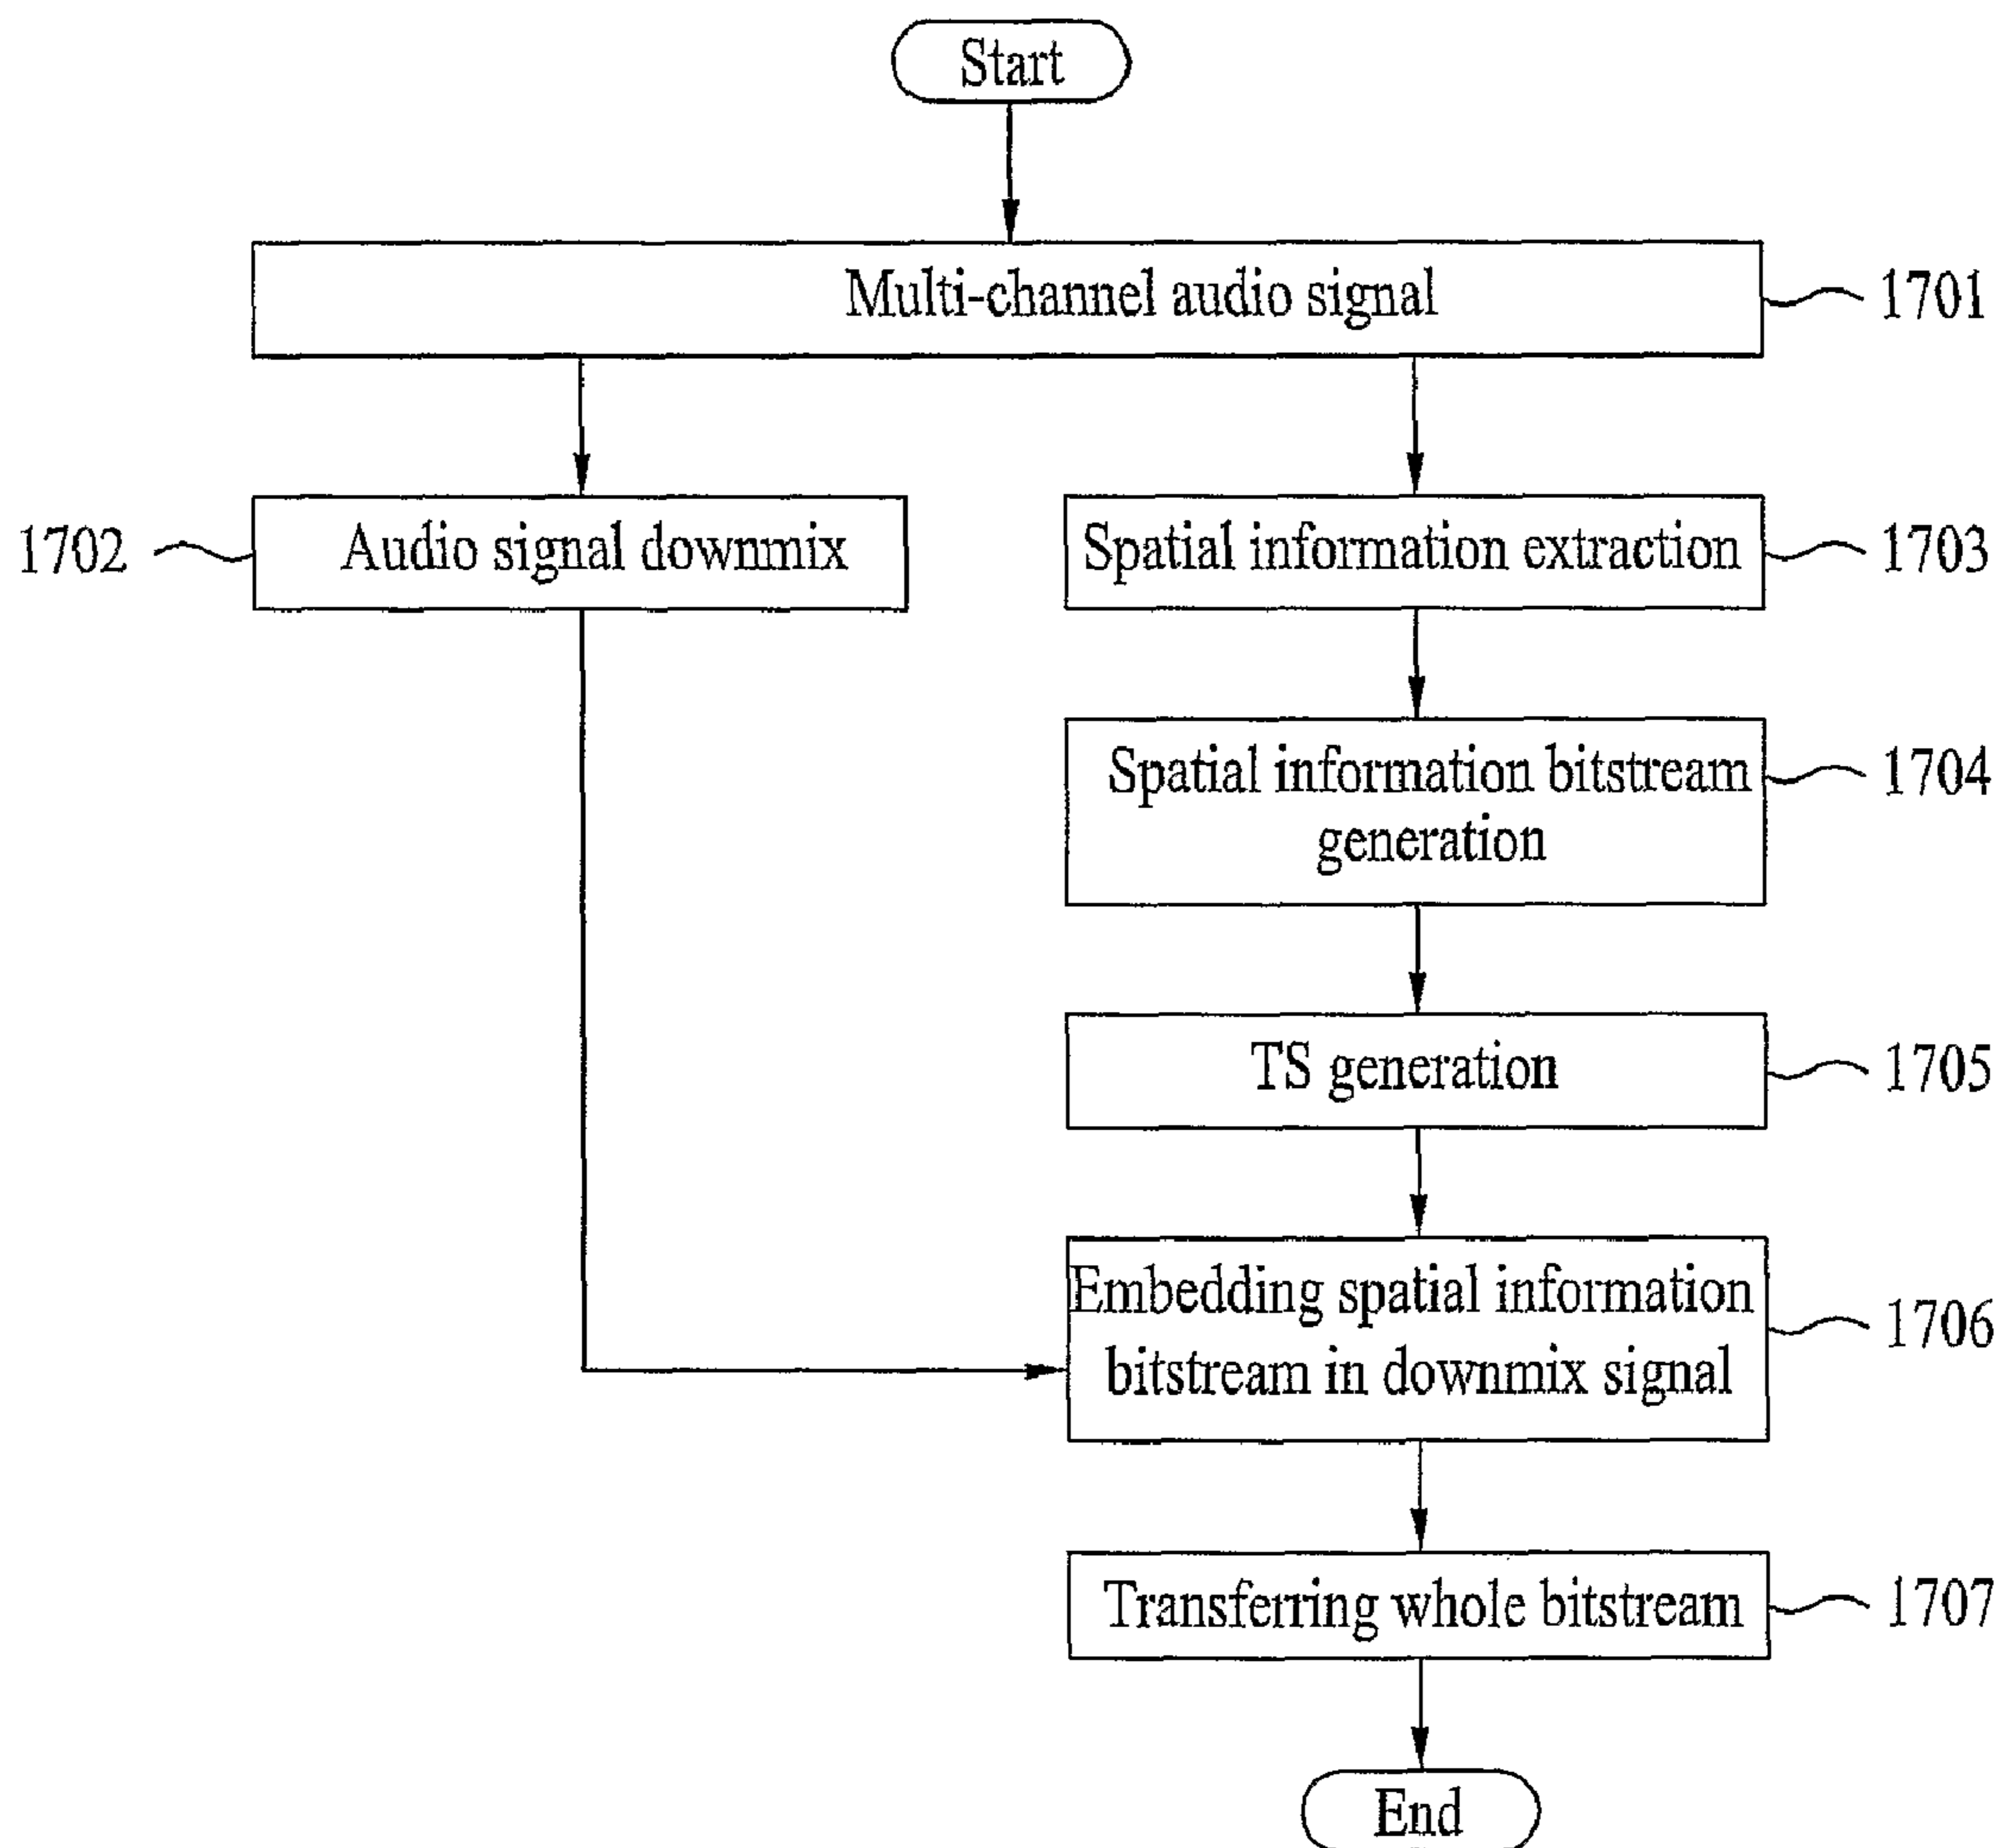 Start
Multi-channel audio signal
1701
1702
Audio signal downmix
Spatial information extraction
1703
Spatial information bitstream
generation
1704
TS generation
1705
Embedding spatial information
bitstream in downmix signal
1706
Transferring whole bitstream
1707
End